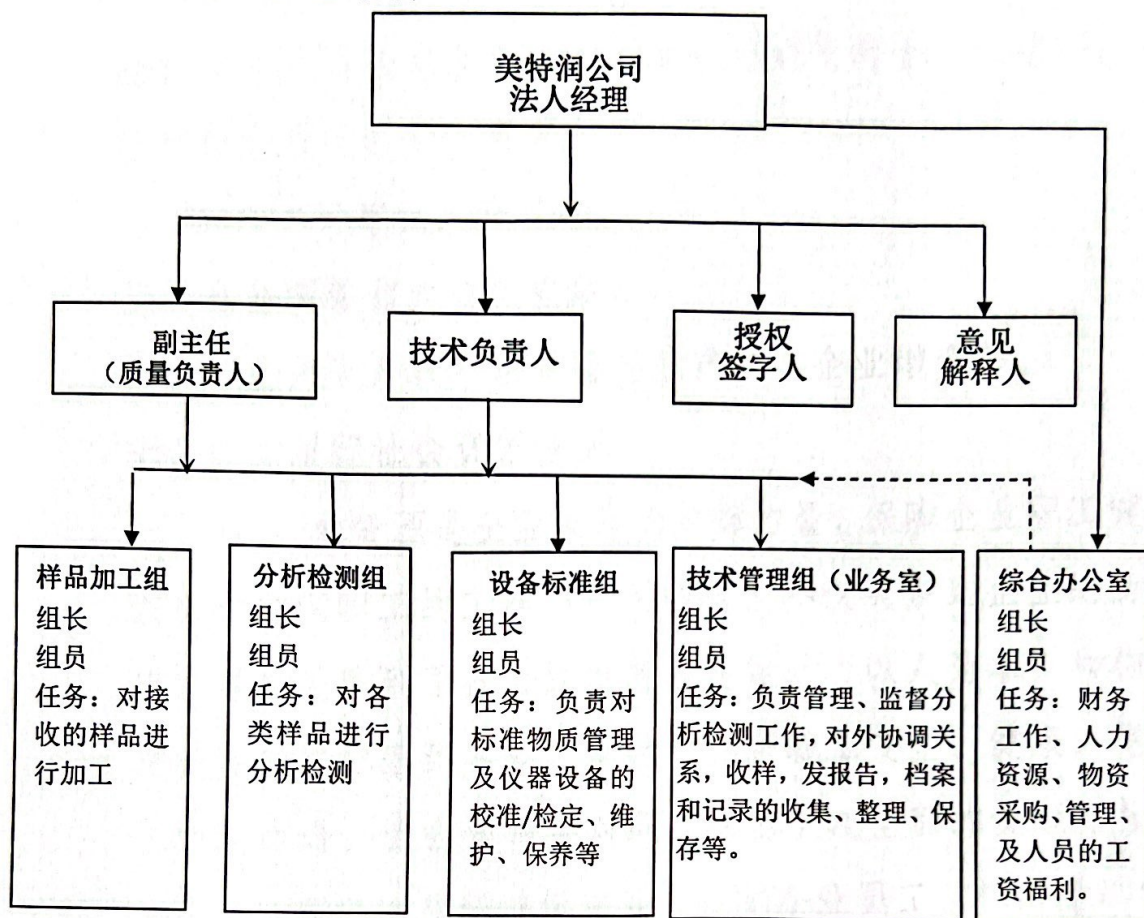 美特润公司
法人经理
副主任
（质量负责人）
技术负责人
授权
签字人
意见
解释人
样品加工组
组长
组员
任务：对接
收的样品进
行加工
分析检测组
组长
组员
任务：对各
类样品进行
分析检测
设备标准组
组长
组员
任务：负责对
标准物质管理
及仪器设备的
校准/检定、维
护、保养等
技术管理组（业务室）
组长
组员
任务：负责管理、监督分
析检测工作，对外协调关
系，收样，发报告，档案
和记录的收集、整理、保
存等。
综合办公室
组长
组员
任务：财务
工作、人力
资源、物资
采购、管理、
及人员的工
资福利。